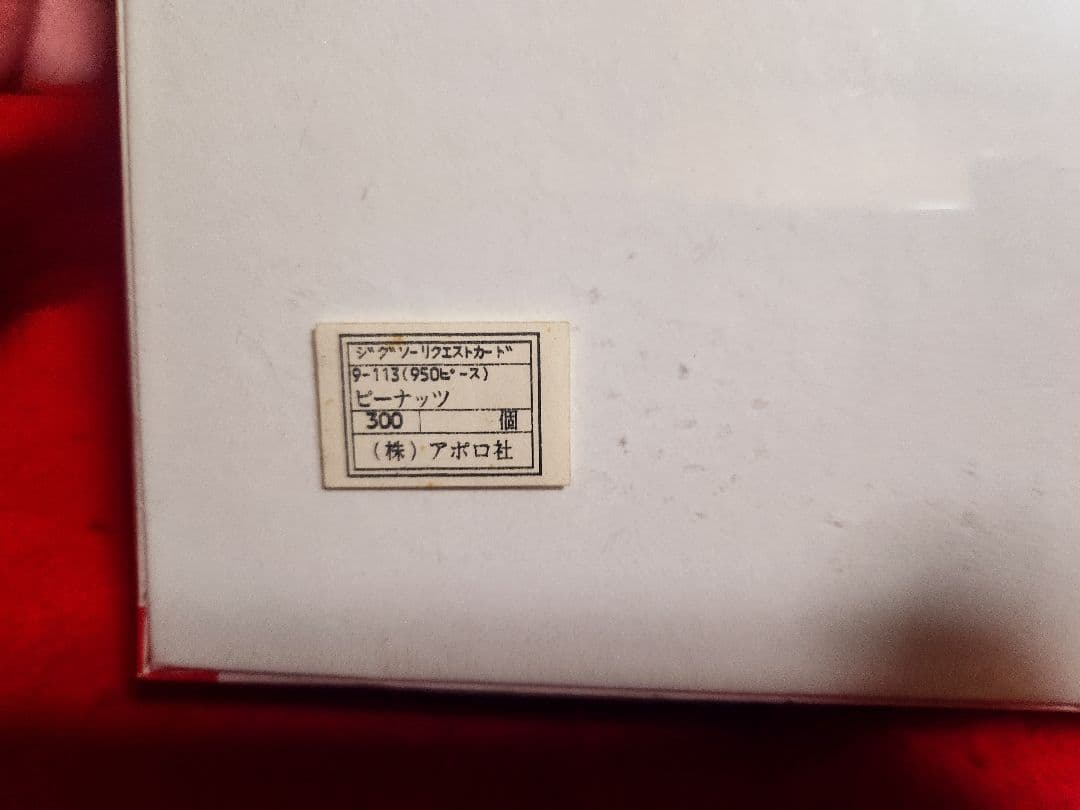 ジグソーリクエストカード
9-113(950ピース)
ピーナッツ
300 個
(株)アポロ社